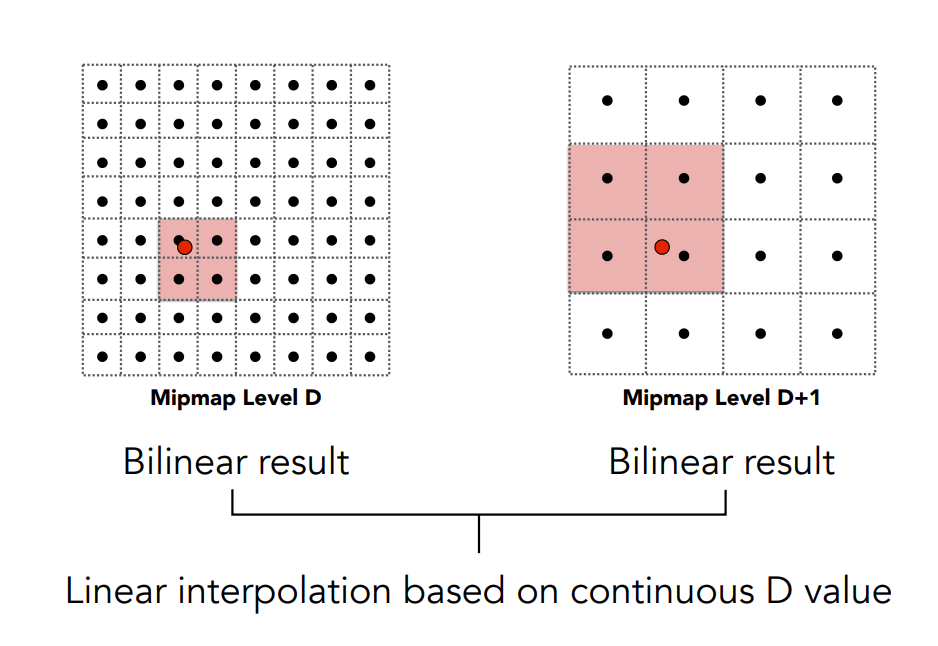 Mipmap Level D
Mipmap Level D+1
Bilinear result
Bilinear result
Linear interpolation based on continuous D value